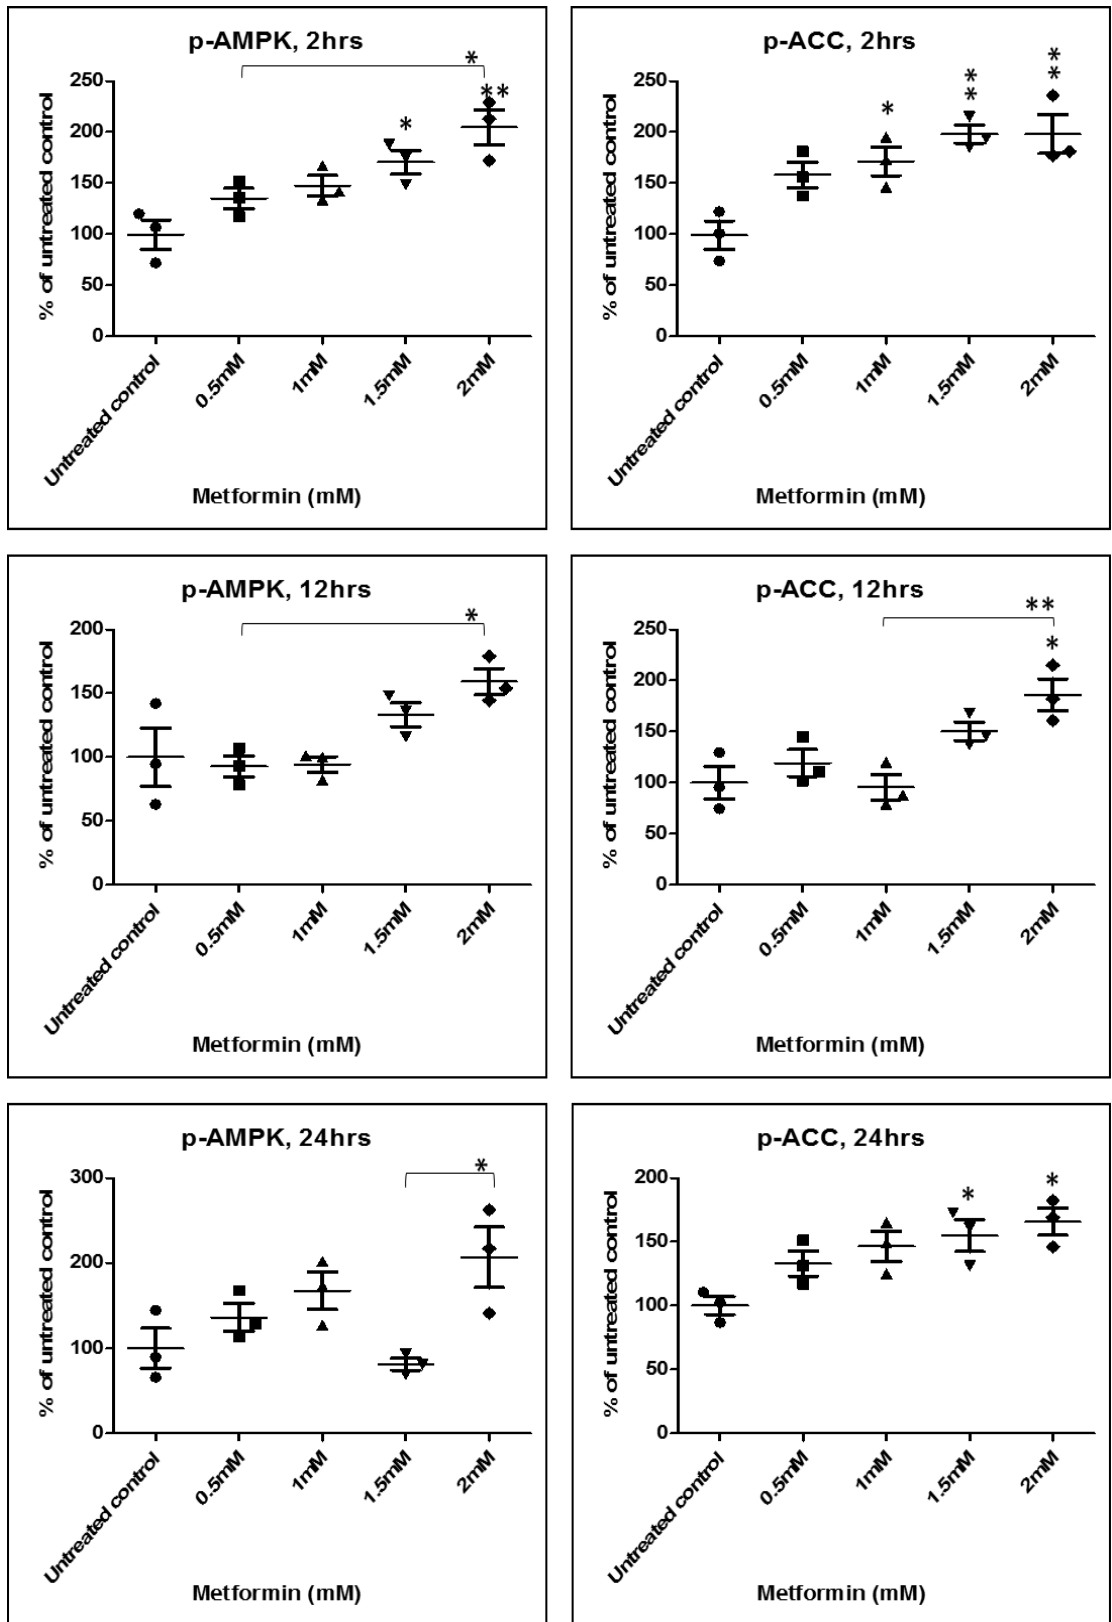 p-AMPK, 2hrs
*
**
*
250
200
150
100
50
0
% of untreated control
Untreated control
0.5mM
1mM
1.5mM
2mM
Metformin (mM)
p-ACC, 2hrs
*
**
**
250
200
150
100
50
0
% of untreated control
Untreated control
0.5mM
1mM
1.5mM
2mM
Metformin (mM)
p-AMPK, 12hrs
*
200
150
100
50
0
% of untreated control
Untreated control
0.5mM
1mM
1.5mM
2mM
Metformin (mM)
p-ACC, 12hrs
**
*
250
200
150
100
50
0
% of untreated control
Untreated control
0.5mM
1mM
1.5mM
2mM
Metformin (mM)
p-AMPK, 24hrs
*
300
200
100
0
% of untreated control
Untreated control
0.5mM
1mM
1.5mM
2mM
Metformin (mM)
p-ACC, 24hrs
*
*
200
150
100
50
0
% of untreated control
Untreated control
0.5mM
1mM
1.5mM
2mM
Metformin (mM)